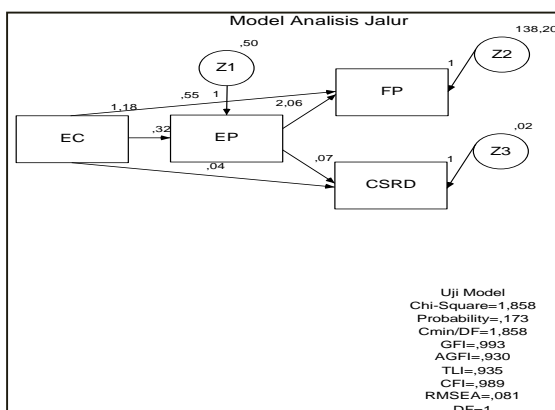 Model Analisis Jalur
,50
138,20
Z1
Z2
1
1
,55
1,18
2,06
FP
EC
,32
EP
,02
Z3
,07
1
,04
CSRD
Uji Model
Chi-Square=1,858
Probability=,173
Cmin/DF=1,858
GFI=,993
AGFI=,930
TLI=,935
CFI=,989
RMSEA=,081
DF=1